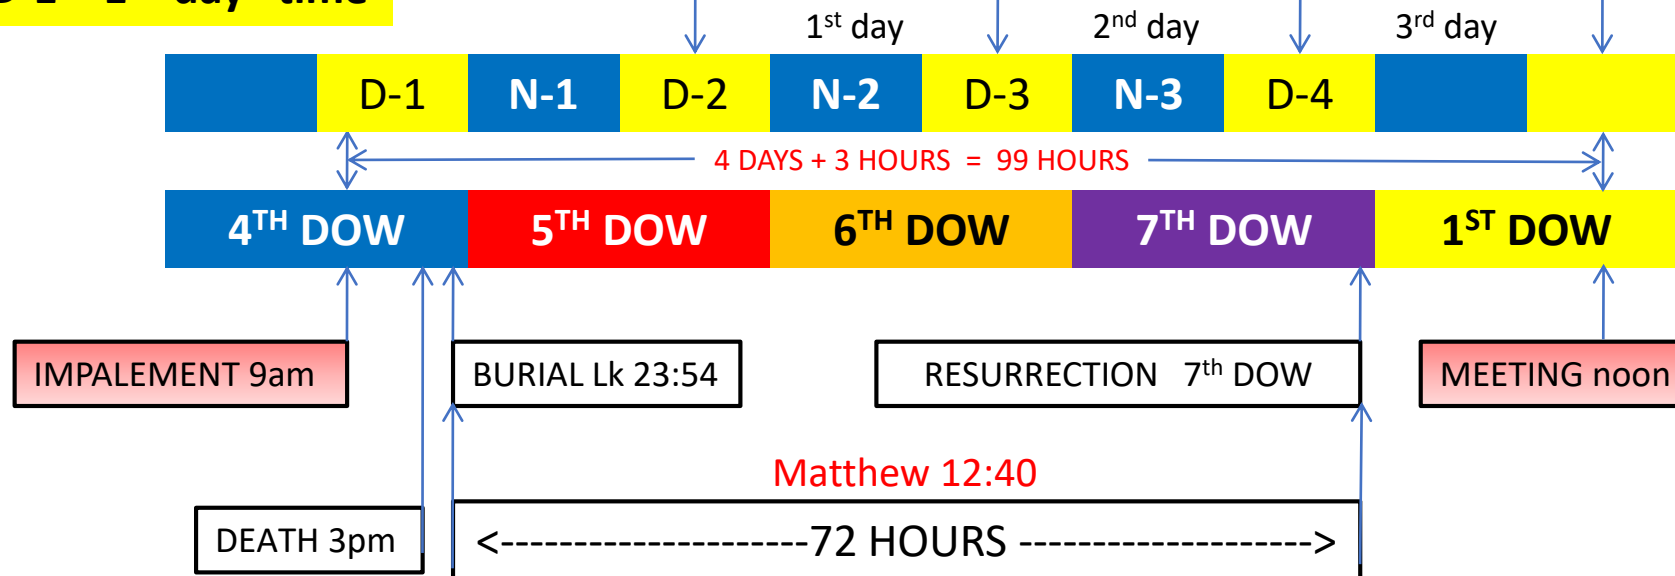 1st day 2nd day 3rd day
D-1 N-1 D-2 N-2 D-3 N-3 D-4
4 DAYS + 3 HOURS = 99 HOURS
4TH DOW 5TH DOW 6TH DOW 7TH DOW 1ST DOW
IMPALEMENT 9am BURIAL Lk 23:54 RESURRECTION 7th DOW MEETING noon
Matthew 12:40
DEATH 3pm <---------------------72 HOURS ------------------->